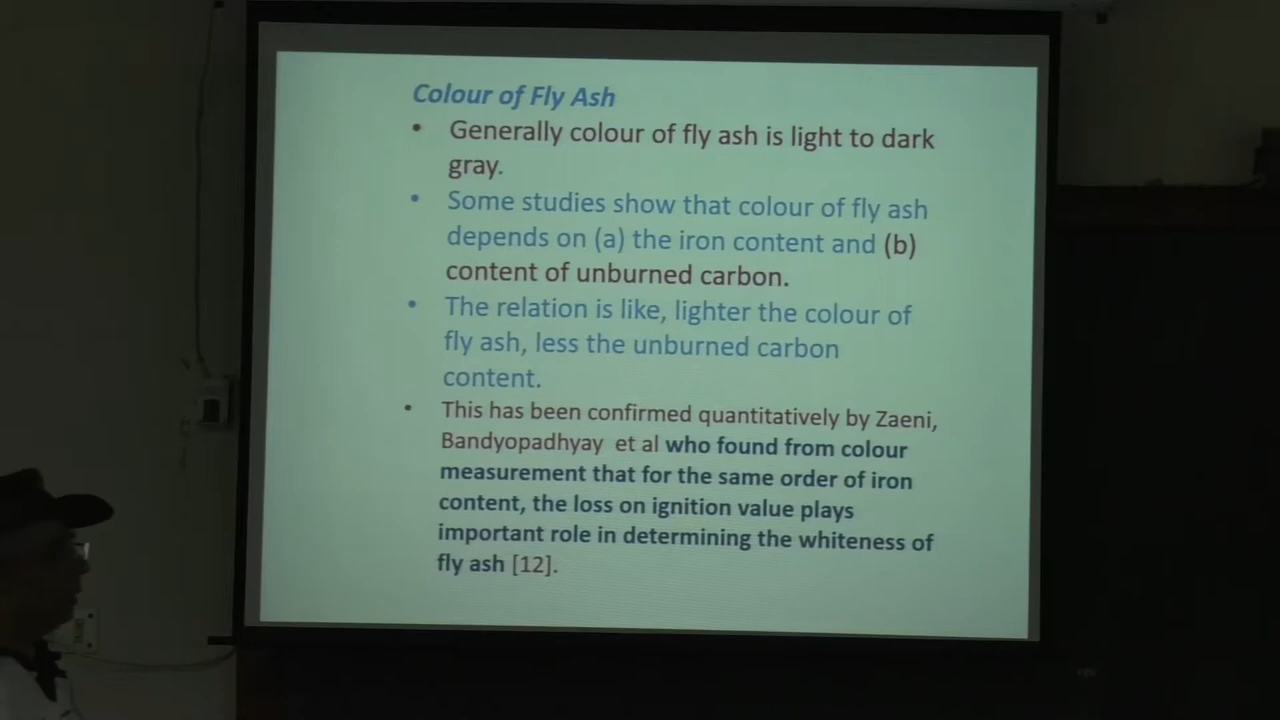 Colour of Fly Ash
• Generally colour of fly ash is light to dark
gray.
• Some studies show that colour of fly ash
depends on (a) the iron content and (b)
content of unburned carbon.
• The relation is like, lighter the colour of
fly ash, less the unburned carbon
content.
• This has been confirmed quantitatively by Zaeni,
Bandyopadhyay et al who found from colour
measurement that for the same order of iron
content, the loss on ignition value plays
important role in determining the whiteness of
fly ash [12].